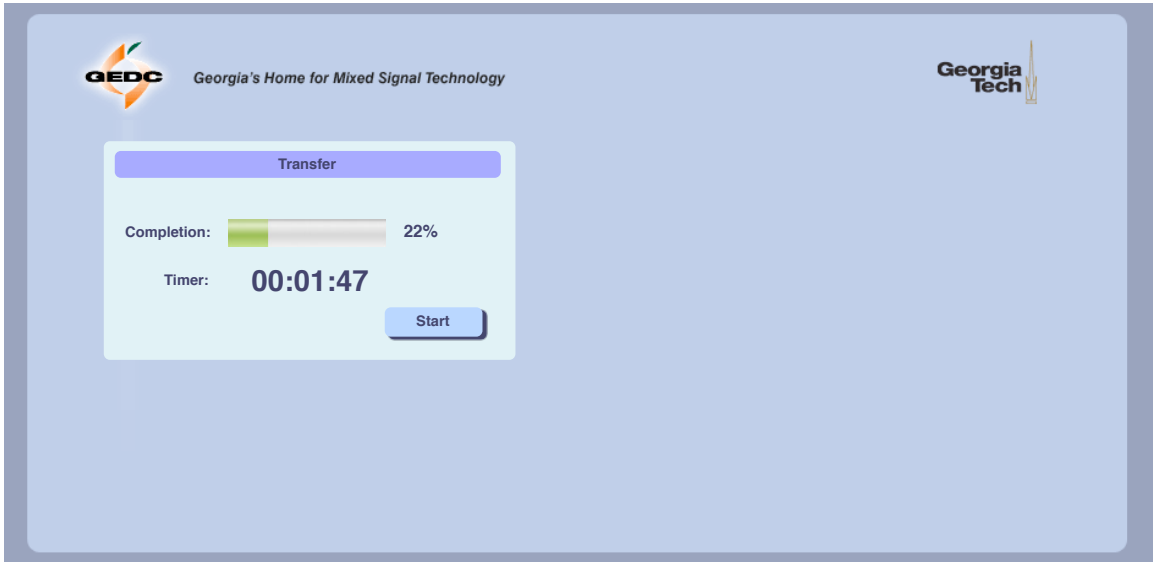 GEDC
Georgia's Home for Mixed Signal Technology
Georgia
Tech
Transfer
Completion: 22%
Timer: 00:01:47
Start